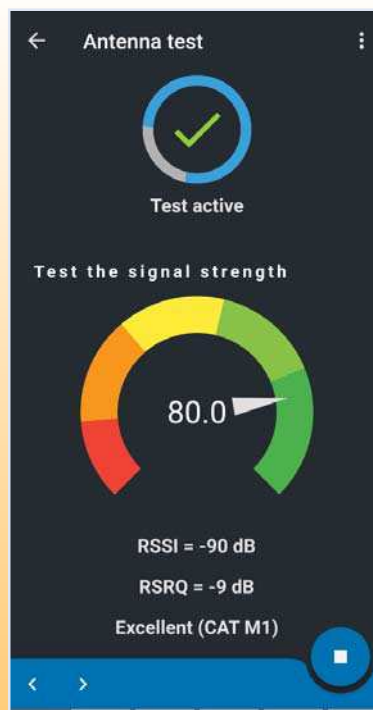 Antenna test
Test active
Test the signal strength
80.0
RSSI = -90 dB
RSRQ = -9 dB
Excellent (CAT M1)